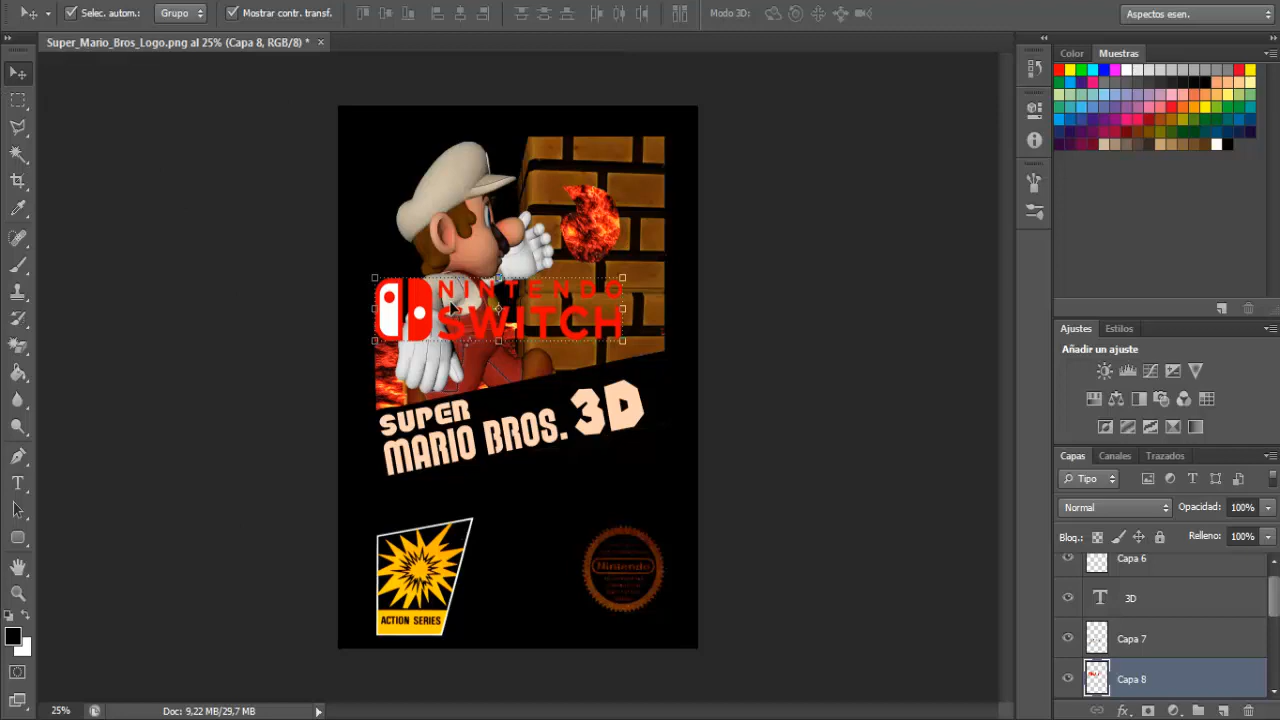 Selec. autom.: Grupo Mostrar contr. transf. Modo 3D: Aspectos esen.
Super_Mario_Bros_Logo.png al 25% (Capa 8, RGB/8) *
Color Muestras
NINTENDO
SWITCH
SUPER
MARIO BROS. 3D
ACTION SERIES
Nintendo
Ajustes Estilos
Añadir un ajuste
Capas Canales Trazados
Tipo
Normal Opacidad: 100%
Bloq.: Relleno: 100%
Capa 6
T 3D
Capa 7
Capa 8
25% Doc: 9,22 MB/29,7 MB